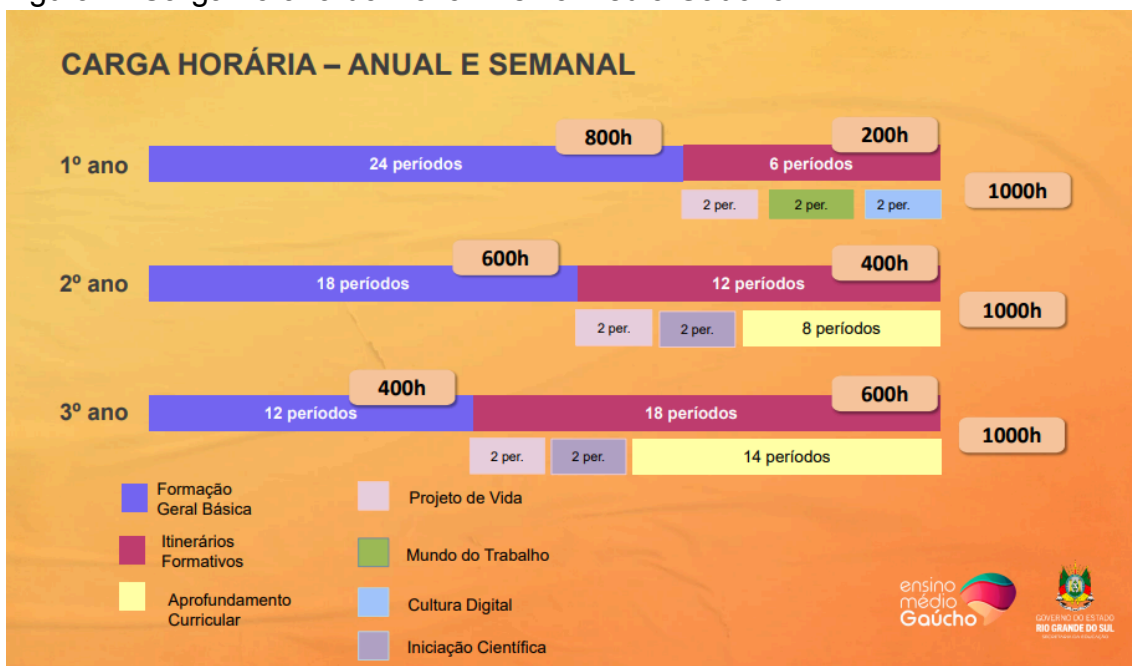 CARGA HORÁRIA – ANUAL E SEMANAL
800h
200h
1º ano
24 períodos
6 períodos
1000h
2 per.
2 per.
2 per.
600h
400h
2º ano
18 períodos
12 períodos
1000h
2 per.
2 per.
8 períodos
400h
600h
3º ano
12 períodos
18 períodos
1000h
2 per.
2 per.
14 períodos
Formação
Geral Básica
Projeto de Vida
Itinerários
Formativos
Mundo do Trabalho
Aprofundamento
Curricular
Cultura Digital
Iniciação Científica
ensino
médio
Gaúcho
GOVERNO DO ESTADO
RIO GRANDE DO SUL